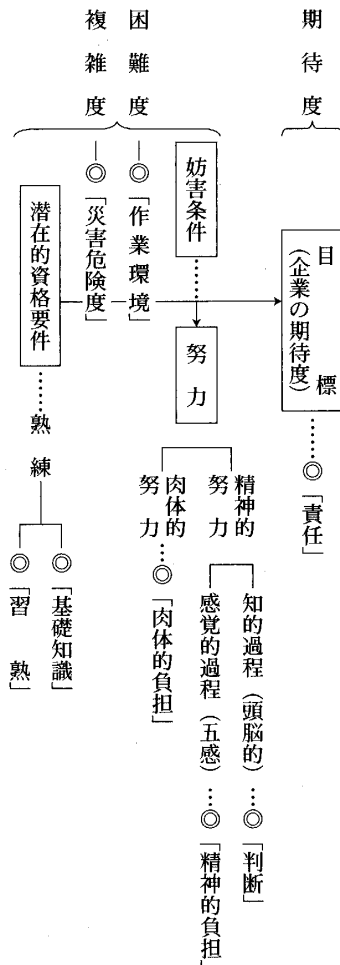 期待度
目標
(企業の期待度)
……◎「責任」
困難度
複雑度
妨害条件
努力
精神的
努力
知的過程(頭脳的)……◎「判断」
感覚的過程(五感)……◎「精神的負担」
肉体的
努力……◎「肉体的負担」
◎「作業環境」
◎「災害危険度」
潜在的資格要件
……熟練
◎「基礎知識」
◎「習熟」